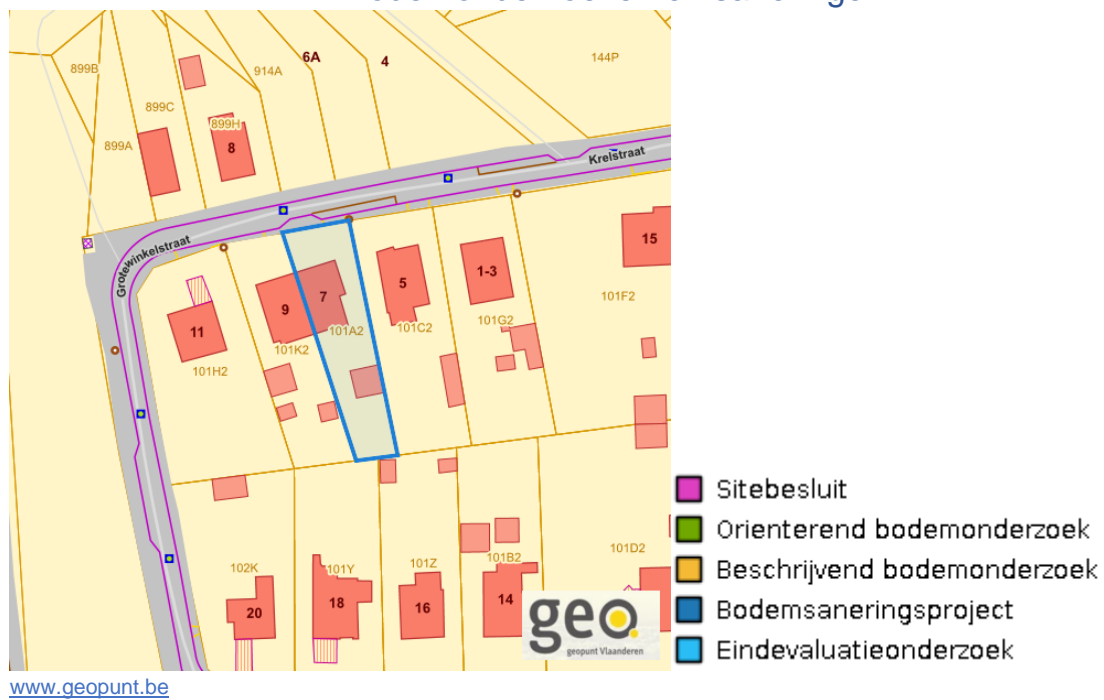 899B
914A
6A
4
144P
899C
899H
8
899A
Krelstraat
Grotewinkelstraat
15
1-3
5
7
9
11
101F2
101G2
101C2
101A2
101K2
101H2
102K
101Y
101Z
101B2
101D2
20
18
16
14
geo.
geopunt Vlaanderen
Sitebesluit
Orienterend bodemonderzoek
Beschrijvend bodemonderzoek
Bodemsaneringsproject
Eindevaluatieonderzoek
www.geopunt.be